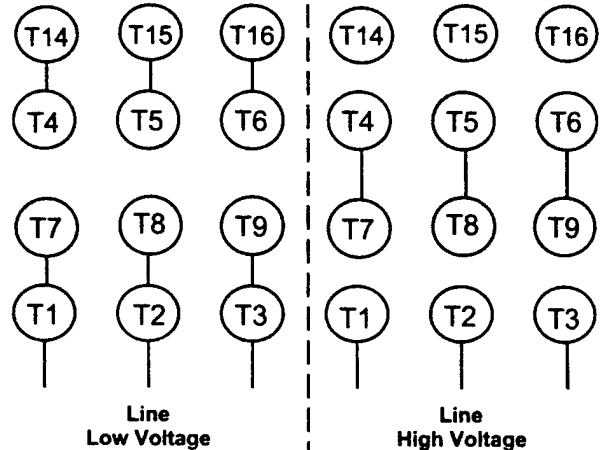 T14 T15 T16 T14 T15 T16
T4 T5 T6 T4 T5 T6
T7 T8 T9 T7 T8 T9
T1 T2 T3 T1 T2 T3
Line Line
Low Voltage High Voltage